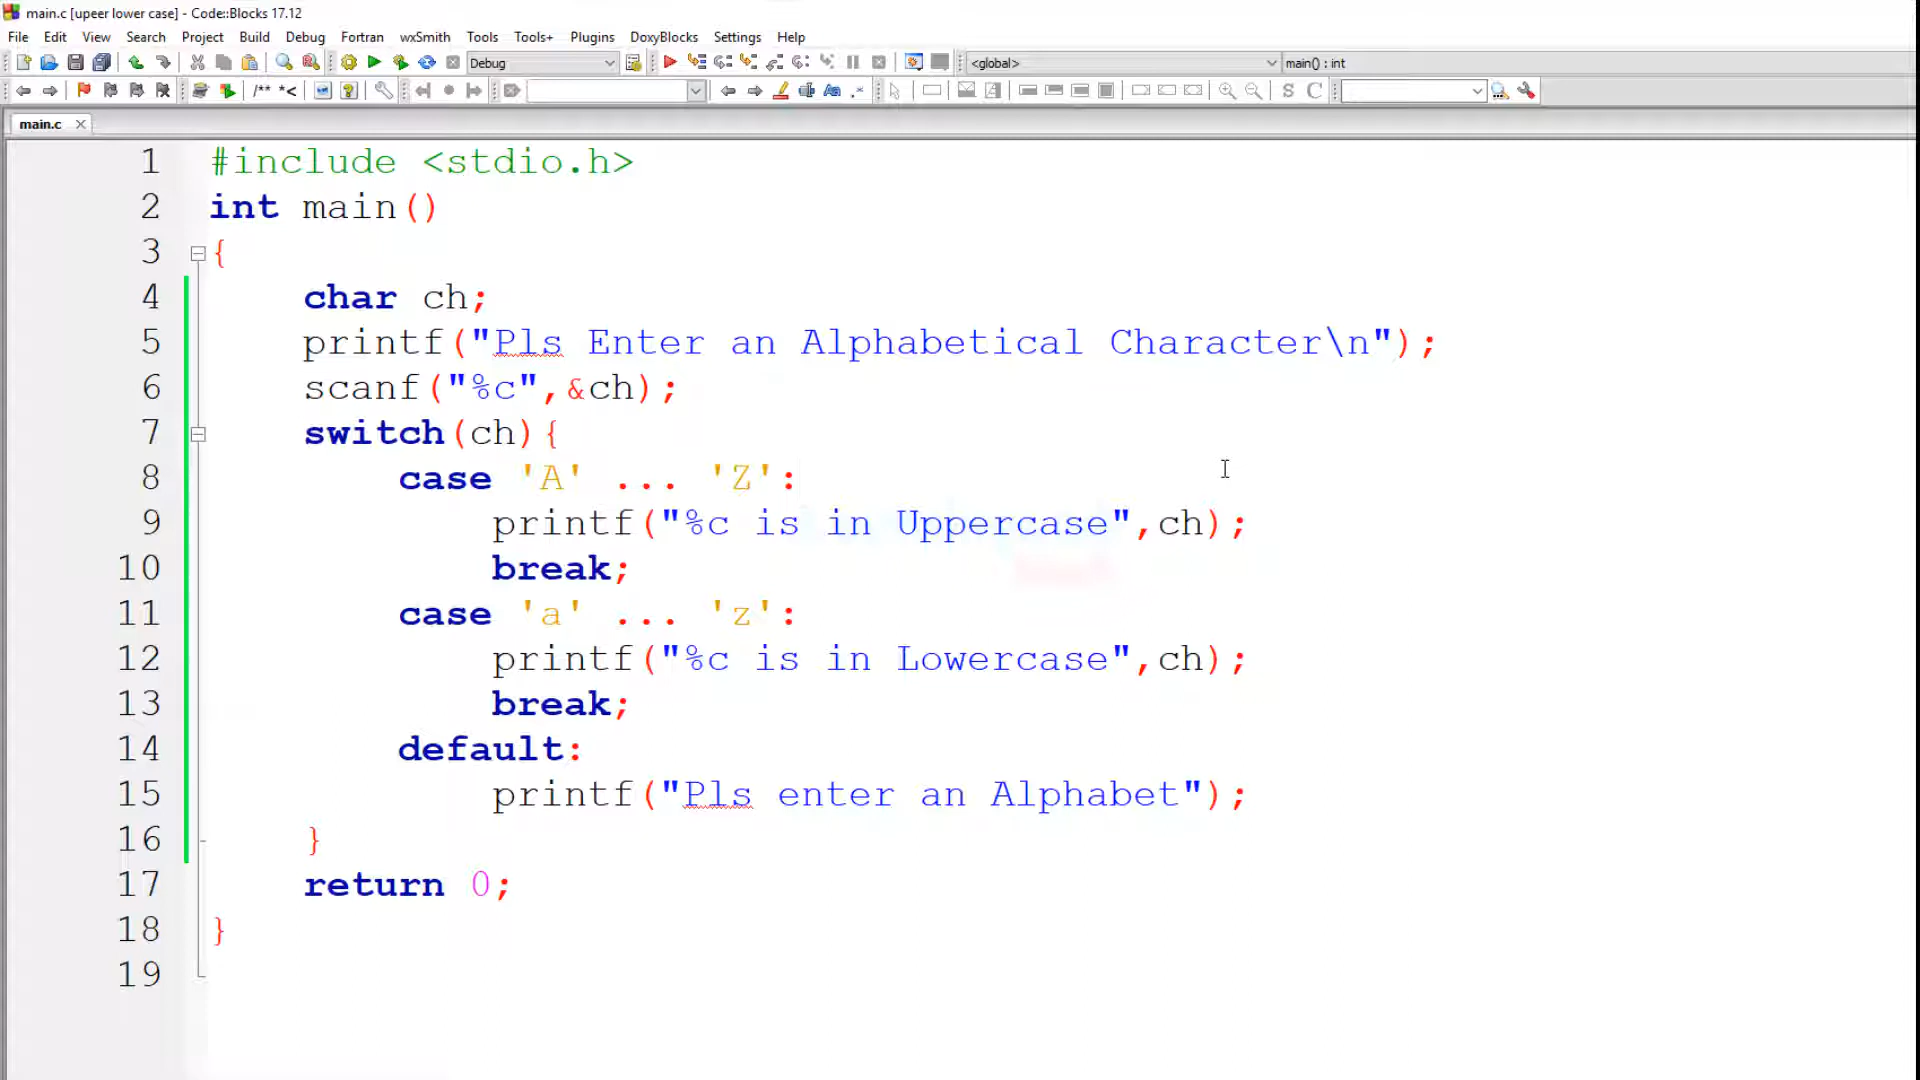 main.c [upeer lower case] - Code::Blocks 17.12
File Edit View Search Project Build Debug Fortran wxSmith Tools Tools+ Plugins DoxyBlocks Settings Help
Debug <global> main() : int
/** *< Aa .* S C
main.c
1 #include <stdio.h>
2 int main()
3 {
4 char ch;
5 printf("Pls Enter an Alphabetical Character\n");
6 scanf("%c",&ch);
7 switch(ch){
8 case 'A' ... 'Z':
9 printf("%c is in Uppercase",ch);
10 break;
11 case 'a' ... 'z':
12 printf("%c is in Lowercase",ch);
13 break;
14 default:
15 printf("Pls enter an Alphabet");
16 }
17 return 0;
18 }
19